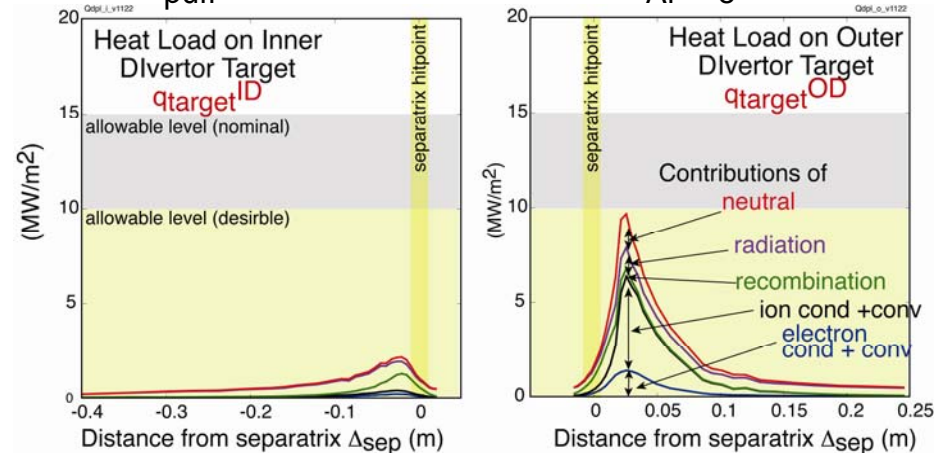 Qdpl_i_v1122
20
Heat Load on Inner
DIvertor Target
qtargetID
separatrix hitpoint
15
allowable level (nominal)
(MW/m2)
10
allowable level (desirble)
5
0
-0.4
-0.3
-0.2
-0.1
0
Distance from separatrix Δsep (m)
Qdpl_o_v1122
20
separatrix hitpoint
Heat Load on Outer
DIvertor Target
qtargetOD
15
Contributions of
neutral
(MW/m2)
10
radiation
recombination
5
ion cond +conv
electron
cond + conv
0
0
0.05
0.1
0.15
0.2
0.25
Distance from separatrix Δsep (m)